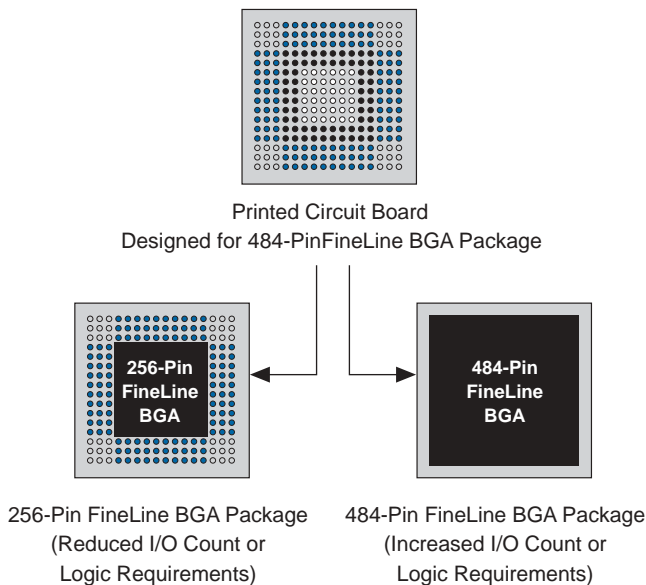 Printed Circuit Board
Designed for 484-PinFineLine BGA Package
256-Pin
FineLine
BGA
484-Pin
FineLine
BGA
256-Pin FineLine BGA Package
(Reduced I/O Count or
Logic Requirements)
484-Pin FineLine BGA Package
(Increased I/O Count or
Logic Requirements)